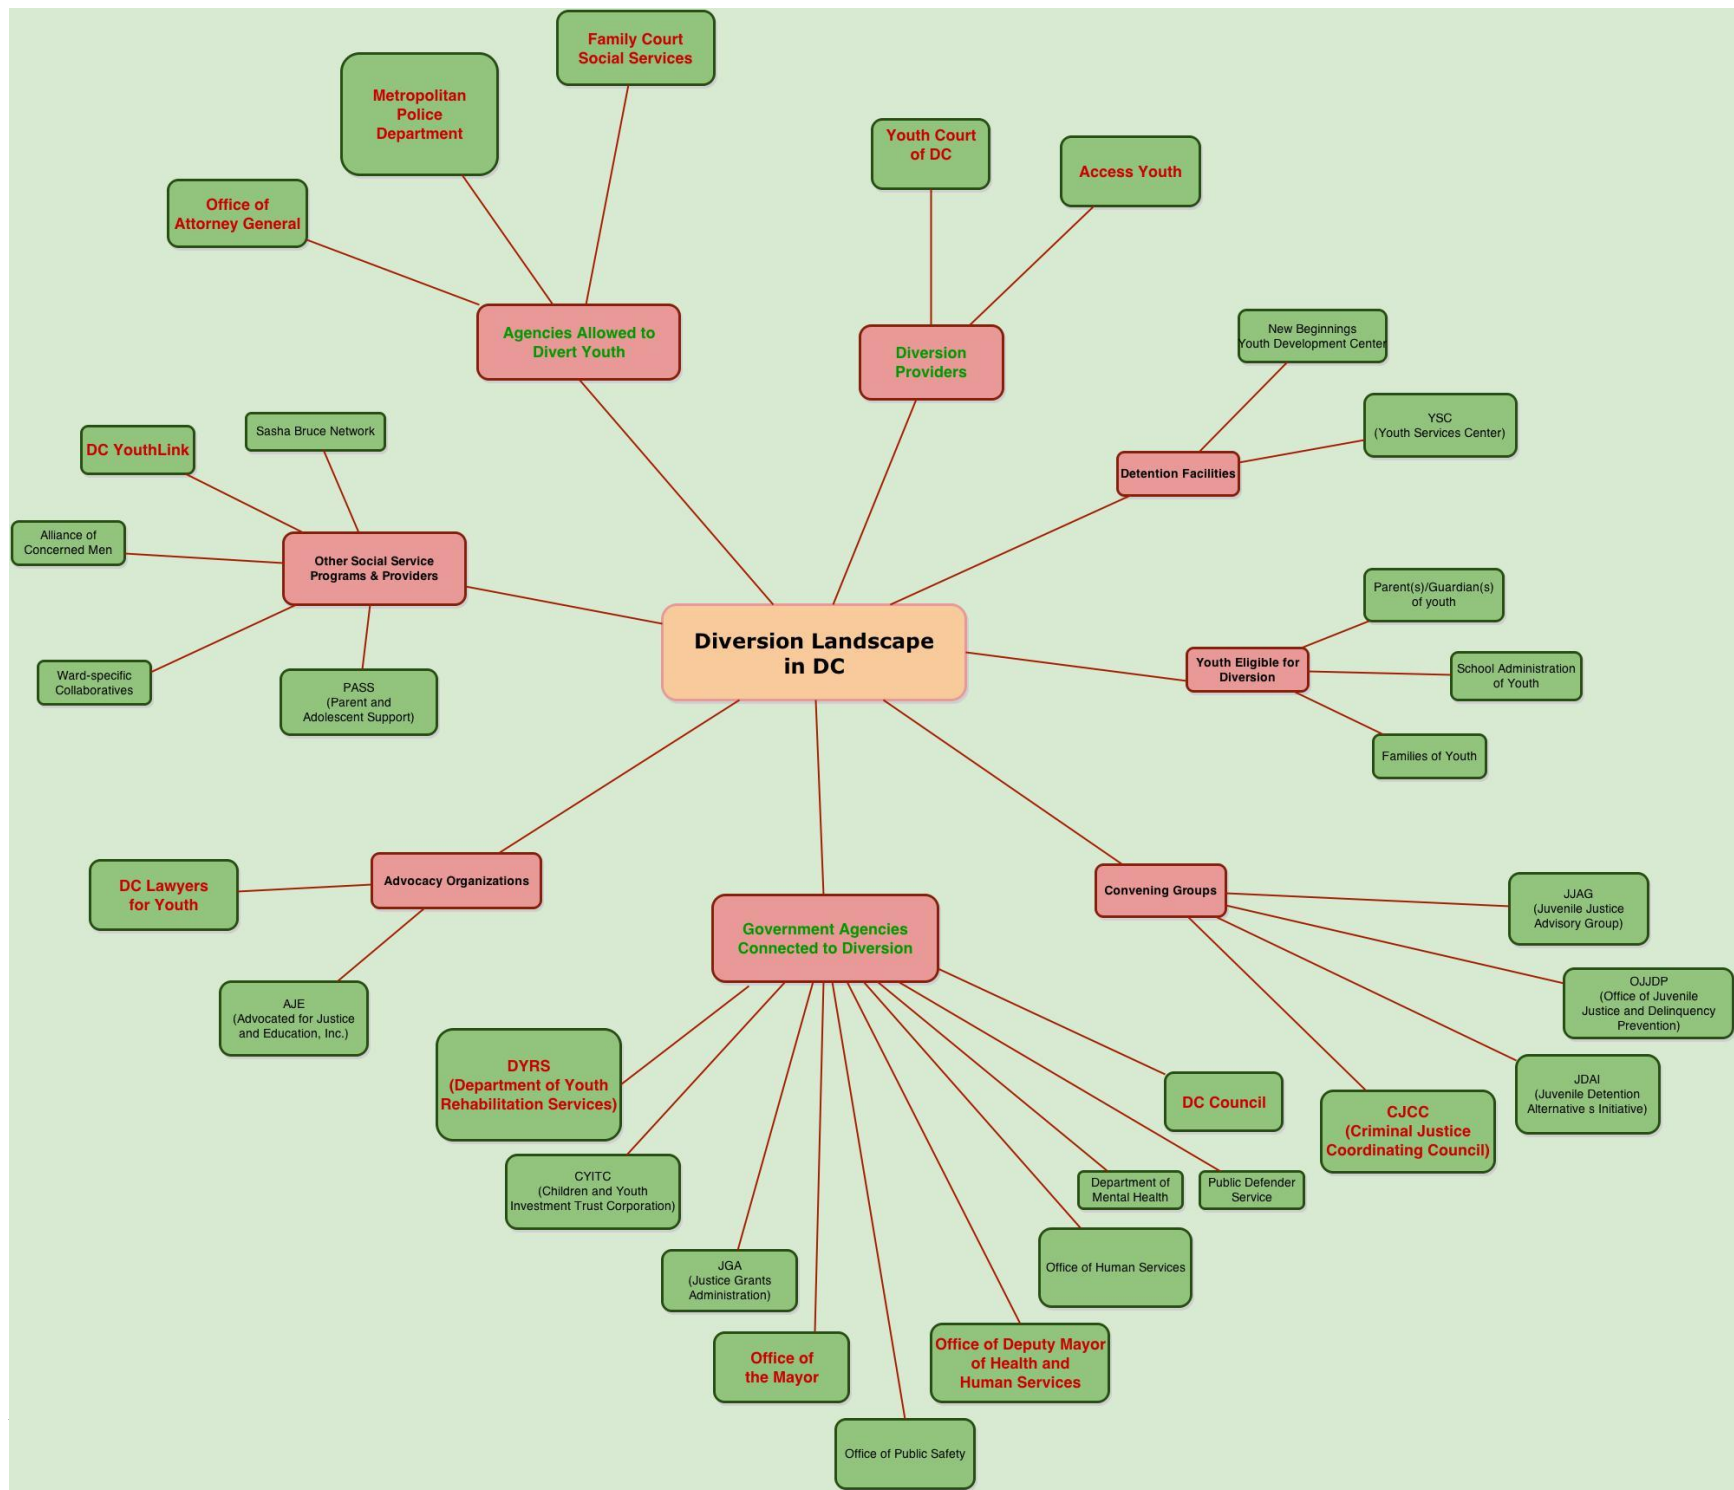 Family Court
Social Services
Metropolitan
Police
Department
Youth Court
of DC
Access Youth
Office of
Attorney General
Agencies Allowed to
Divert Youth
Diversion
Providers
New Beginnings
Youth Development Center
YSC
(Youth Services Center)
Detention Facilities
Sasha Bruce Network
DC YouthLink
Alliance of
Concerned Men
Other Social Service
Programs & Providers
Ward-specific
Collaboratives
PASS
(Parent and
Adolescent Support)
Diversion Landscape
in DC
Parent(s)/Guardian(s)
of youth
Youth Eligible for
Diversion
School Administration
of Youth
Families of Youth
DC Lawyers
for Youth
Advocacy Organizations
AJE
(Advocated for Justice
and Education, Inc.)
Government Agencies
Connected to Diversion
Convening Groups
JJAG
(Juvenile Justice
Advisory Group)
OJJDP
(Office of Juvenile
Justice and Delinquency
Prevention)
JDAI
(Juvenile Detention
Alternative s Initiative)
CJCC
(Criminal Justice
Coordinating Council)
DYRS
(Department of Youth
Rehabilitation Services)
DC Council
CYITC
(Children and Youth
Investment Trust Corporation)
Department of
Mental Health
Public Defender
Service
JGA
(Justice Grants
Administration)
Office of Human Services
Office of
the Mayor
Office of Deputy Mayor
of Health and
Human Services
Office of Public Safety